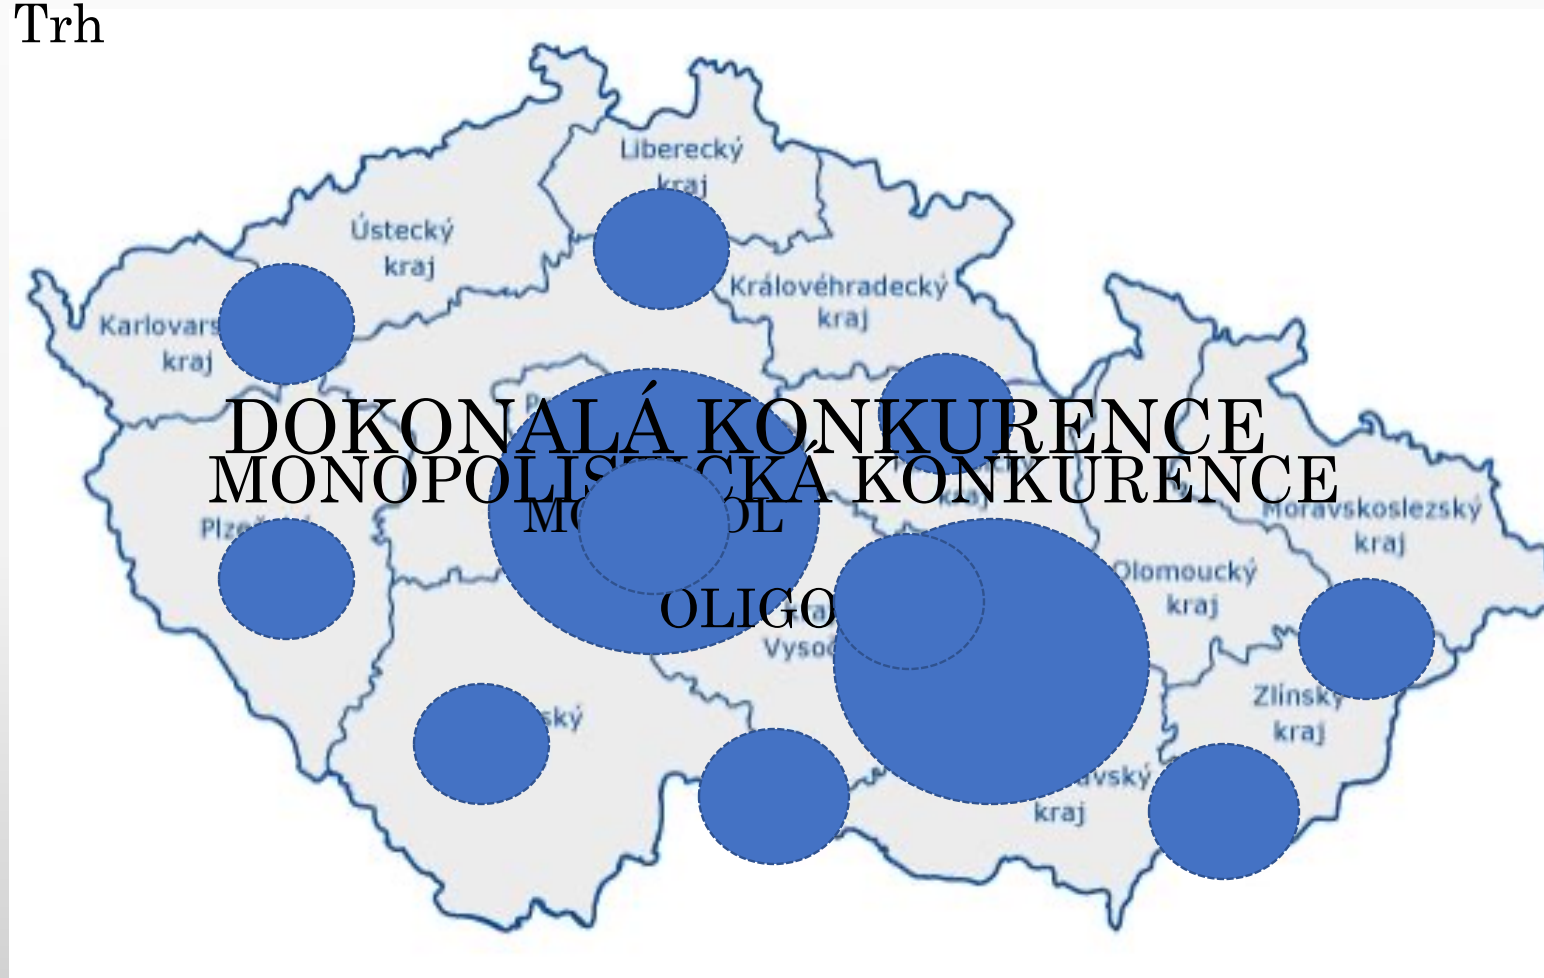 Trh
Liberecký
kraj
Ústecký
kraj
Královéhradecký
kraj
kraj
DOKONALÁ KONKURENCE
MONOPOLISTICKÁ KONKURENCE
kraj
Moravskoslezský
kraj
Olomoucký
kraj
OLIGO
Zlínský
kraj
kraj